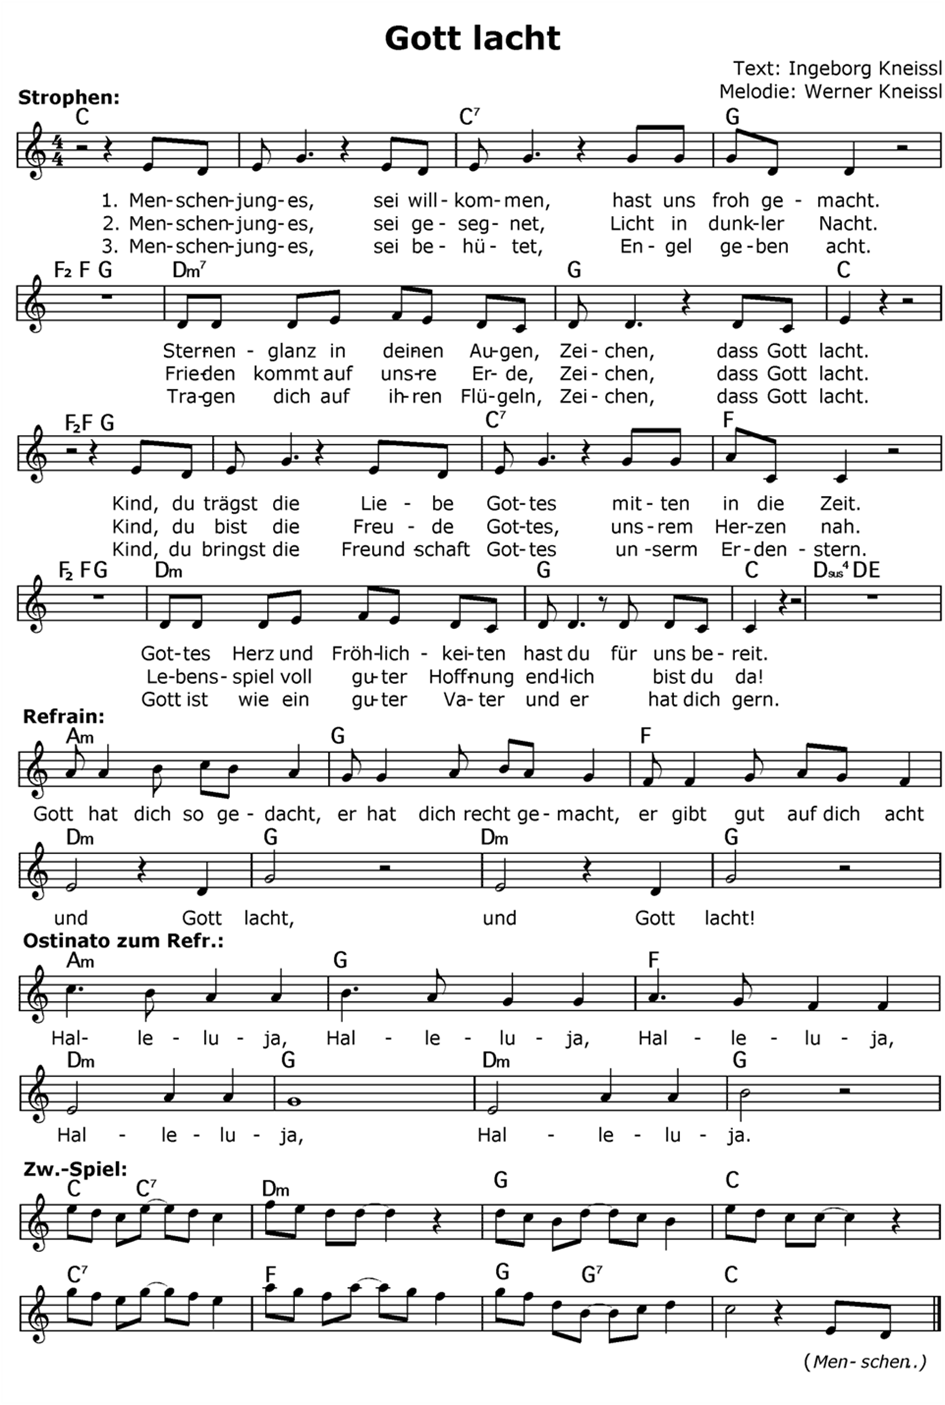 Gott lacht
Text: Ingeborg Kneissl
Melodie: Werner Kneissl
Strophen:
C C7 G
1. Men-schen-jung-es, sei will-kom-men, hast uns froh ge-macht.
2. Men-schen-jung-es, sei ge-seg-net, Licht in dunk-ler Nacht.
3. Men-schen-jung-es, sei be-hü-tet, En-gel geben acht.
F2 F G Dm7 G C
Stern-en-glanz in dei-nen Au-gen, Zei-chen, dass Gott lacht.
Frie-den kommt auf uns-re Er-de, Zei-chen, dass Gott lacht.
Tra-gen dich auf ih-ren Flü-geln, Zei-chen, dass Gott lacht.
F2 F G C7 F
Kind, du trägst die Lie-be Got-tes mit-ten in die Zeit.
Kind, du bist die Freu-de Got-tes, uns-rem Her-zen nah.
Kind, du bringst die Freund-schaft Got-tes un-serm Er-den-stern.
F2 F G Dm G C Dsus4 D E
Got-tes Herz und Fröh-lich-kei-ten hast du für uns be-reit.
Le-bens-spiel voll gu-ter Hoff-nung end-lich bist du da!
Gott ist wie ein gu-ter Va-ter und er hat dich gern.
Refrain:
Am G F
Gott hat dich so ge-dacht, er hat dich recht ge-macht, er gibt gut auf dich acht
Dm G Dm G
und Gott lacht, und Gott lacht!
Ostinato zum Refr.:
Am G F
Hal-le-lu-ja, Hal-le-lu-ja, Hal-le-lu-ja,
Dm G Dm G
Hal-le-lu-ja, Hal-le-lu-ja.
Zw.-Spiel:
C C7 Dm G C
C7 F G G7 C
(Men-schen..)